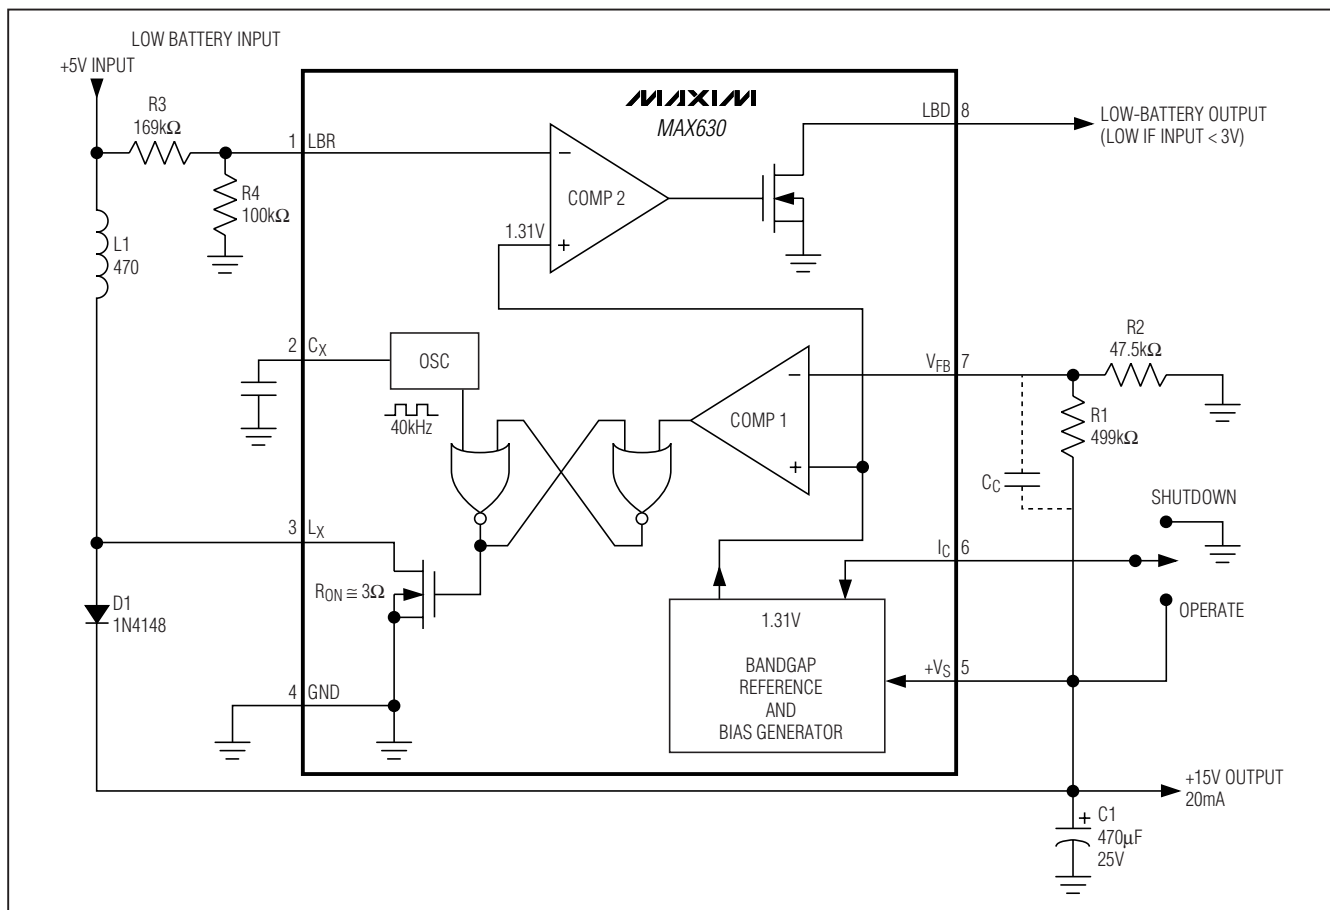 LOW BATTERY INPUT
+5V INPUT
R3
169kΩ
R4
100kΩ
L1
470
1 LBR
MAXIM
MAX630
COMP 2
−
1.31V
+
LBD 8
LOW-BATTERY OUTPUT
(LOW IF INPUT < 3V)
2 CX
OSC
40kHz
COMP 1
−
+
VFB 7
R2
47.5kΩ
R1
499kΩ
CC
SHUTDOWN
3 LX
RON ≅ 3Ω
IC 6
OPERATE
D1
1N4148
1.31V
BANDGAP
REFERENCE
AND
BIAS GENERATOR
+VS 5
4 GND
+15V OUTPUT
20mA
+ C1
470µF
25V